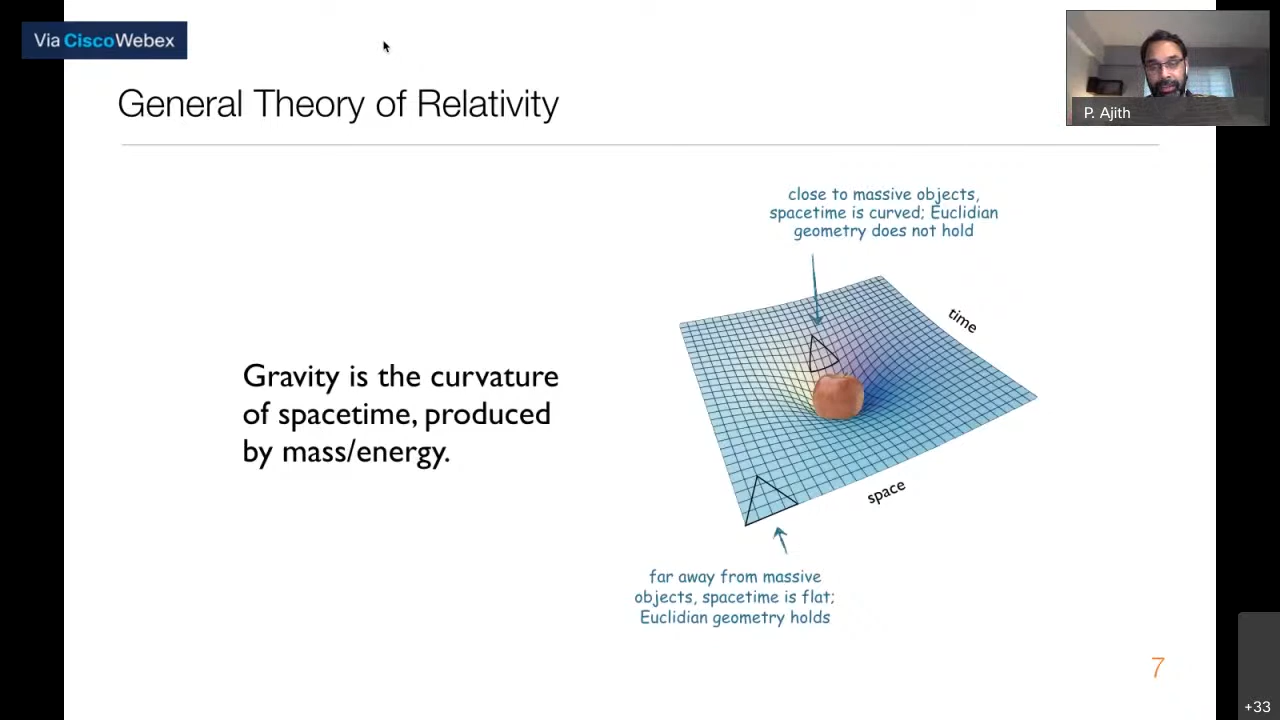 Via CiscoWebex
P. Ajith
General Theory of Relativity
close to massive objects,
spacetime is curved; Euclidian
geometry does not hold
time
Gravity is the curvature
of spacetime, produced
by mass/energy.
space
far away from massive
objects, spacetime is flat;
Euclidian geometry holds
7
+33